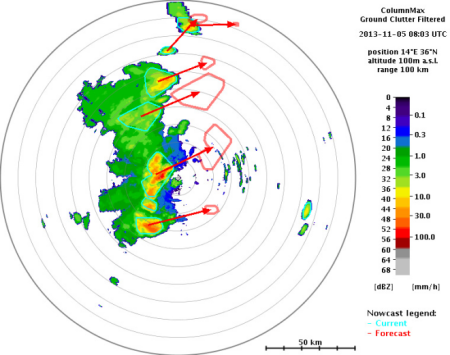 ColumnMax
Ground Clutter Filtered
2013-11-05 08:03 UTC
position 14°E 36°N
altitude 100m a.s.l.
range 100 km
0
4
8 0.1
12 0.3
16
20 1.0
24
28
32 3.0
36
40 10.0
44
48 30.0
52
56 100.0
60
64
68
[dBZ] [mm/h]
Nowcast legend:
- Current
- Forecast
50 km